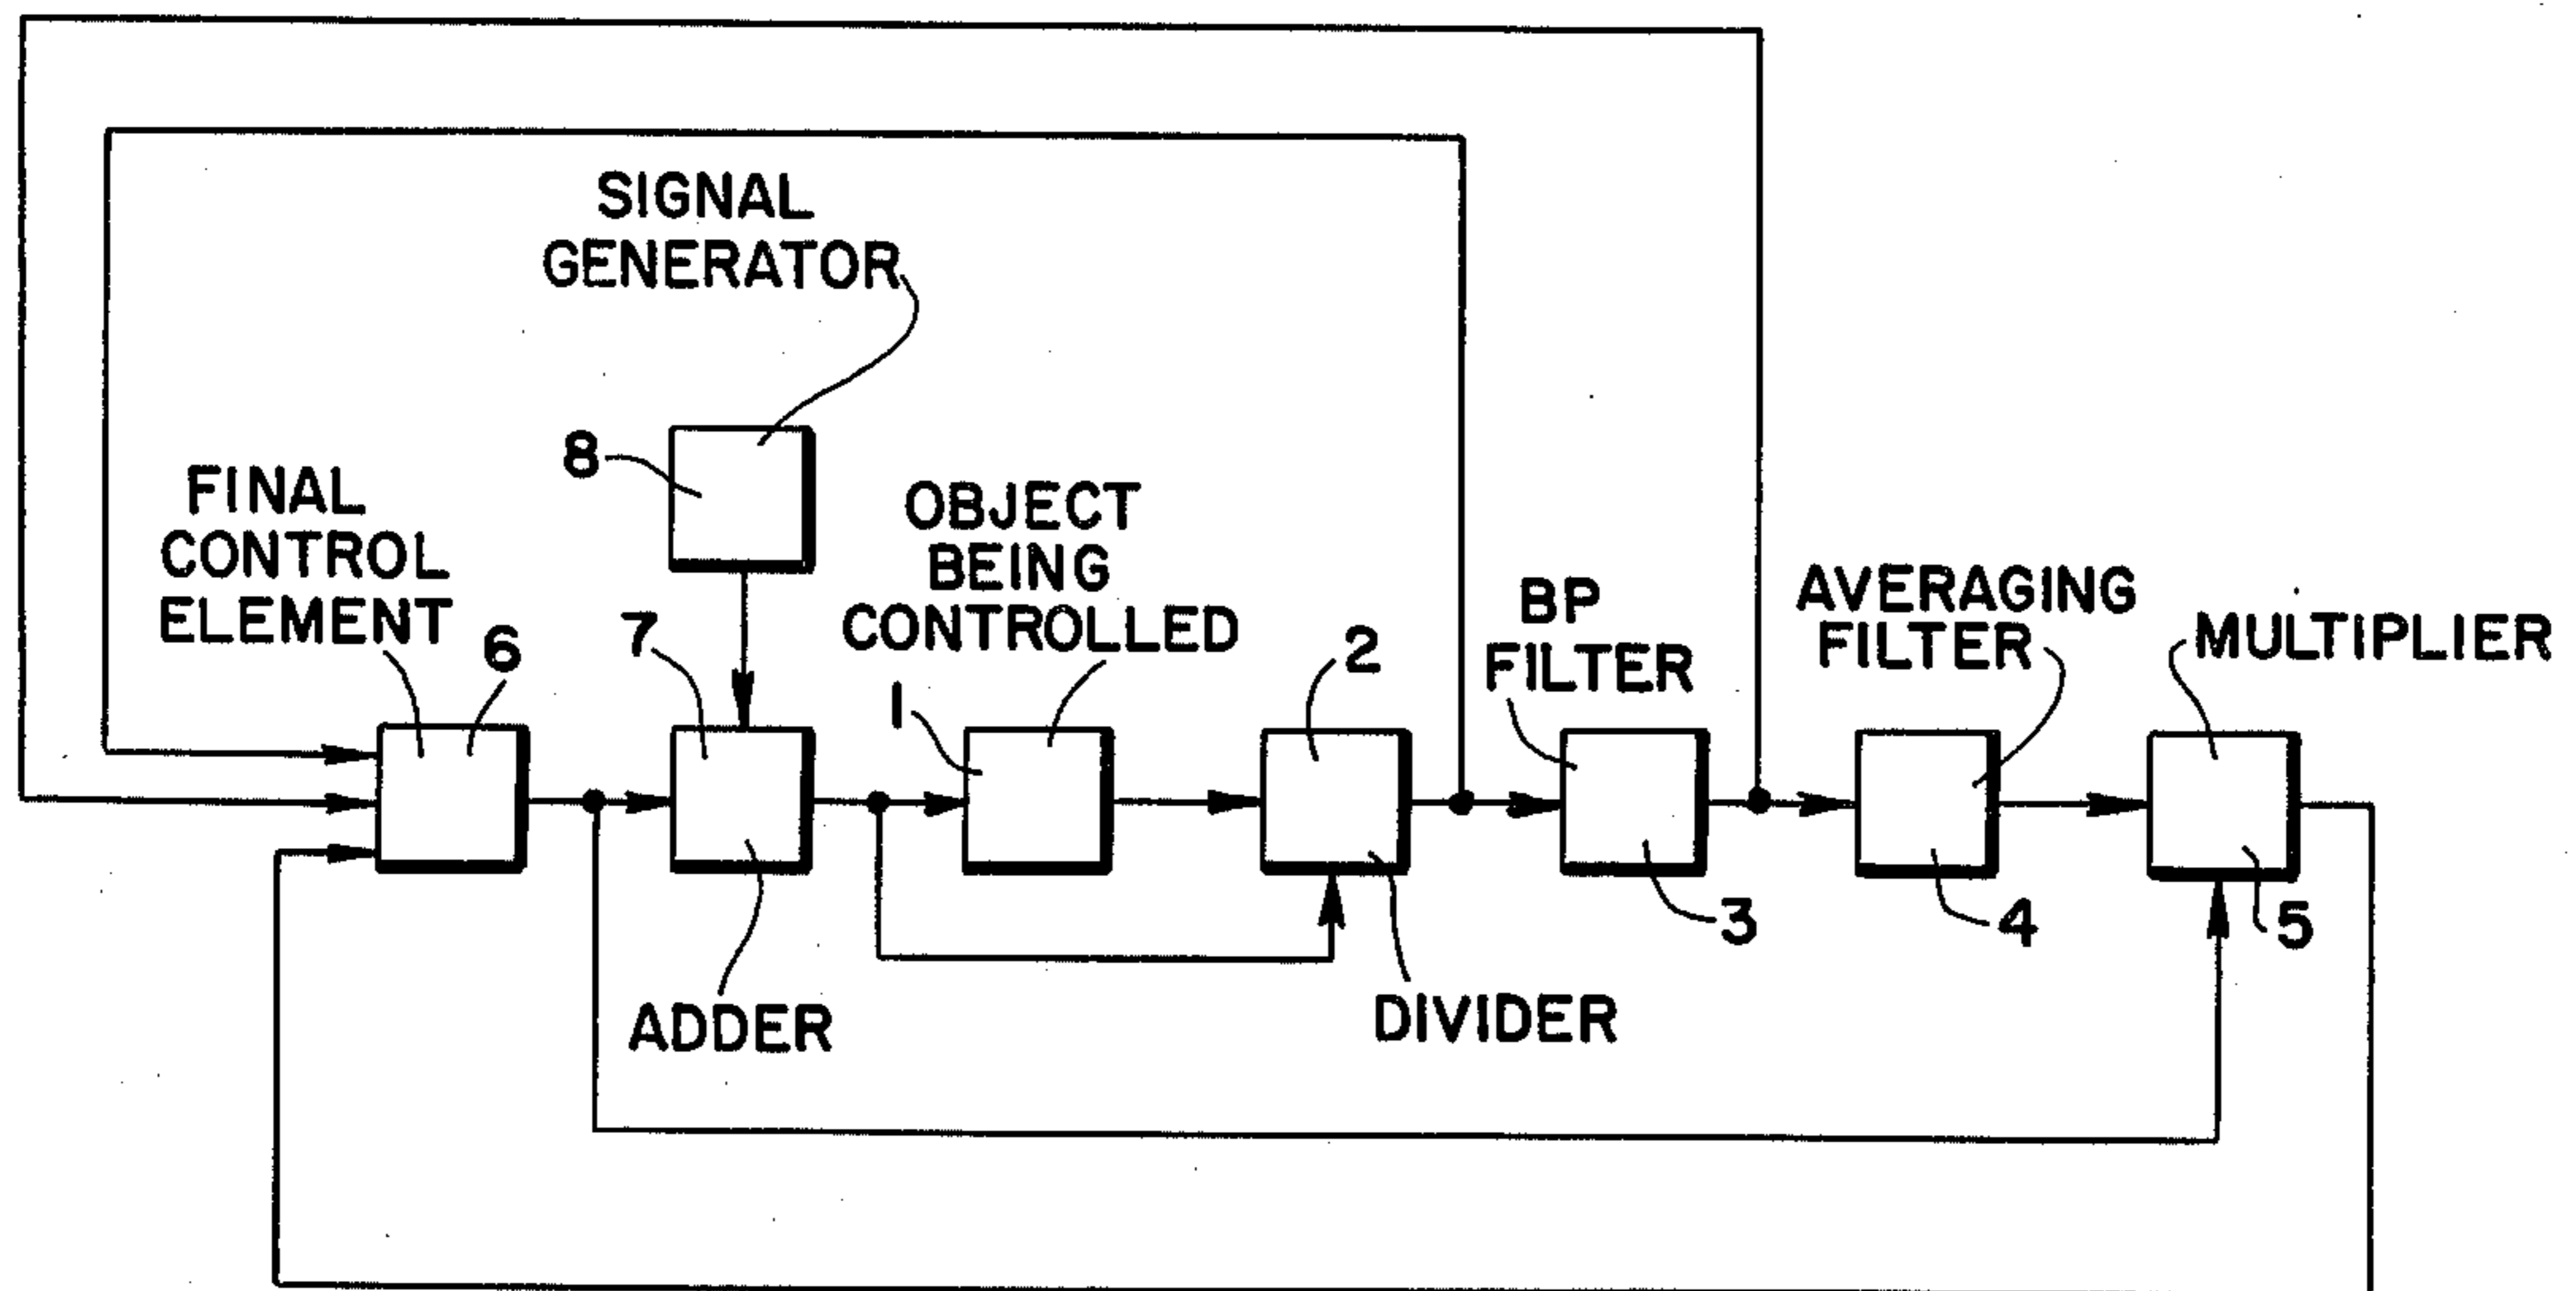 SIGNAL
GENERATOR
8
FINAL
CONTROL
ELEMENT
6
7
OBJECT
BEING
CONTROLLED
1
2
BP
FILTER
AVERAGING
FILTER
MULTIPLIER
3
4
5
ADDER
DIVIDER